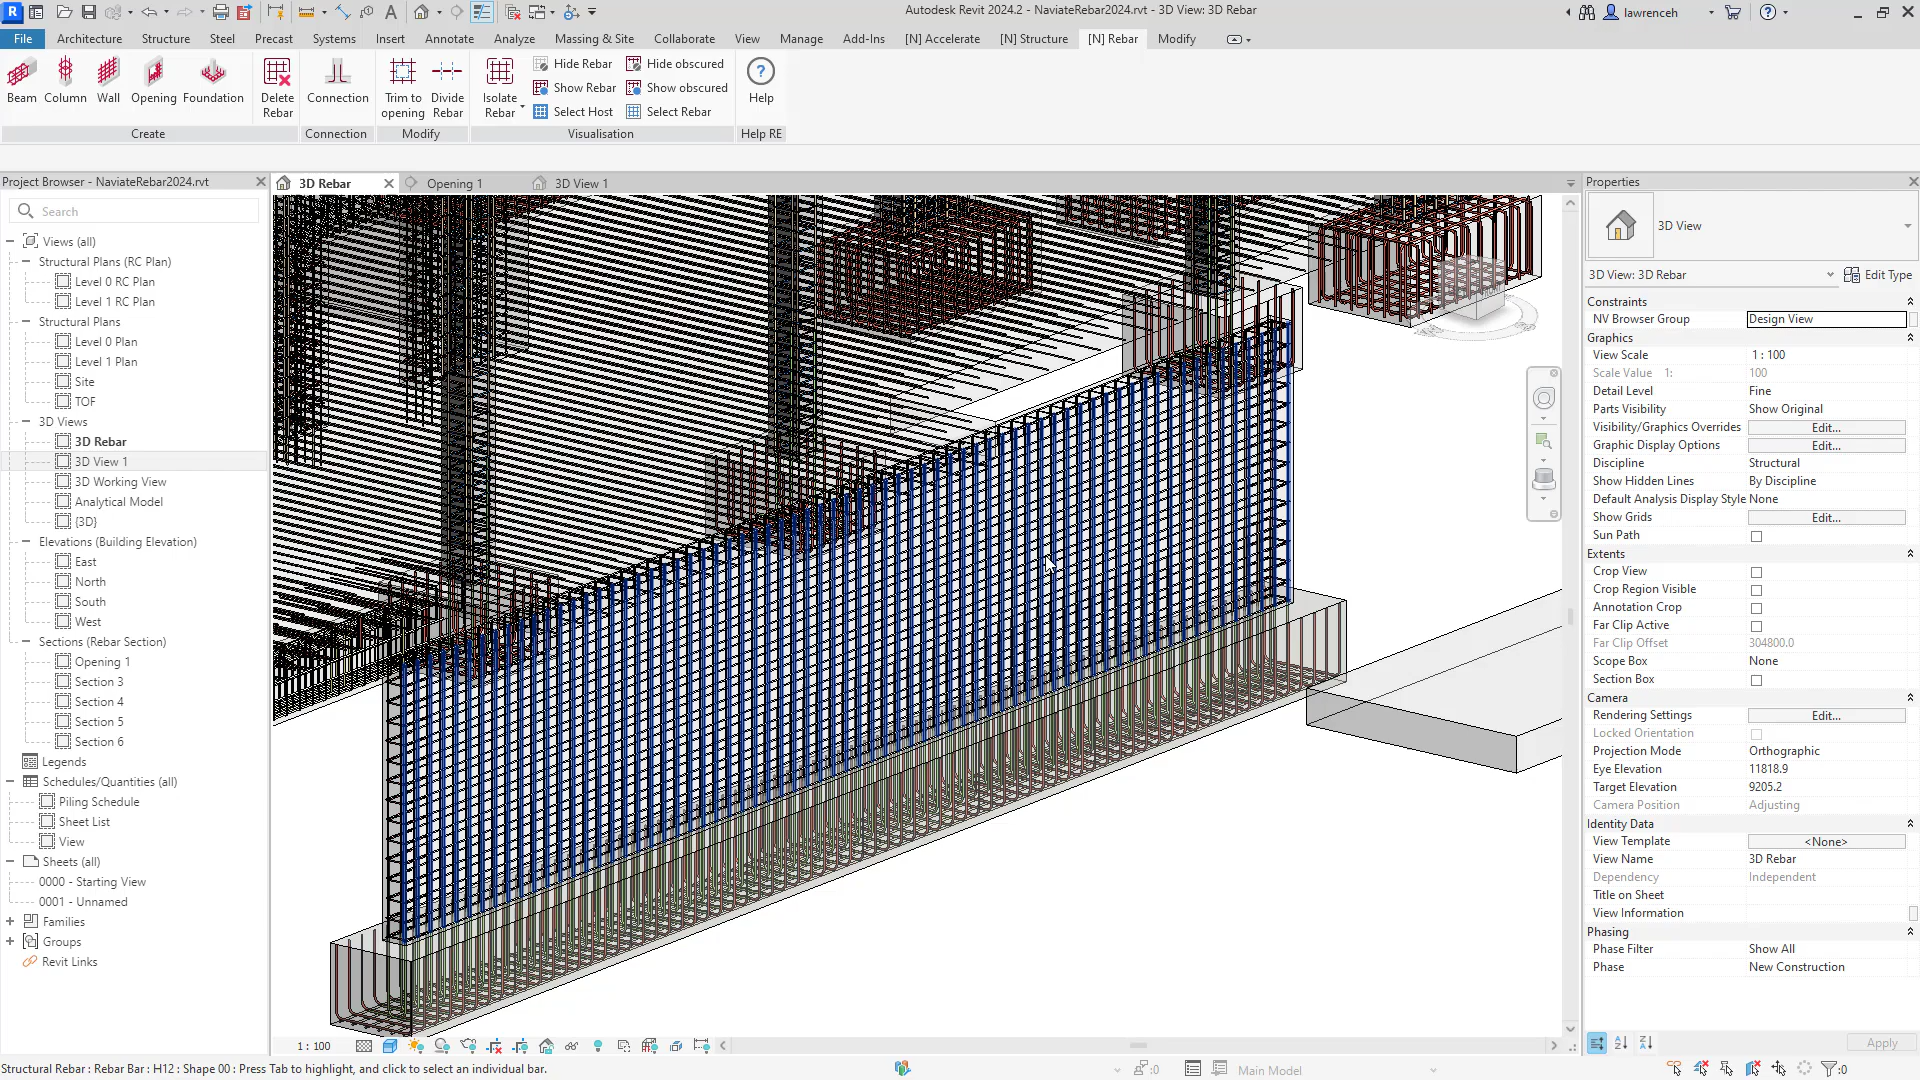 Autodesk Revit 2024.2 - NaviateRebar2024.rvt - 3D View: 3D Rebar
lawrenceh
File Architecture Structure Steel Precast Systems Insert Annotate Analyze Massing & Site Collaborate View Manage Add-Ins [N] Accelerate [N] Structure [N] Rebar Modify
Beam Column Wall Opening Foundation Delete Rebar
Connection
Trim to opening Divide Rebar
Isolate Rebar
Hide Rebar Hide obscured
Show Rebar Show obscured
Select Host Select Rebar
Help
Create Connection Modify Visualisation Help RE
Project Browser - NaviateRebar2024.rvt
3D Rebar Opening 1 3D View 1
Search
Views (all)
Structural Plans (RC Plan)
Level 0 RC Plan
Level 1 RC Plan
Structural Plans
Level 0 Plan
Level 1 Plan
Site
TOF
3D Views
3D Rebar
3D View 1
3D Working View
Analytical Model
{3D}
Elevations (Building Elevation)
East
North
South
West
Sections (Rebar Section)
Opening 1
Section 3
Section 4
Section 5
Section 6
Legends
Schedules/Quantities (all)
Piling Schedule
Sheet List
View
Sheets (all)
0000 - Starting View
0001 - Unnamed
Families
Groups
Revit Links
Properties
3D View
3D View: 3D Rebar Edit Type
Constraints
NV Browser Group Design View
Graphics
View Scale 1 : 100
Scale Value 1: 100
Detail Level Fine
Parts Visibility Show Original
Visibility/Graphics Overrides Edit...
Graphic Display Options Edit...
Discipline Structural
Show Hidden Lines By Discipline
Default Analysis Display Style None
Show Grids Edit...
Sun Path
Extents
Crop View
Crop Region Visible
Annotation Crop
Far Clip Active
Far Clip Offset 304800.0
Scope Box None
Section Box
Camera
Rendering Settings Edit...
Locked Orientation
Projection Mode Orthographic
Eye Elevation 11818.9
Target Elevation 9205.2
Camera Position Adjusting
Identity Data
View Template <None>
View Name 3D Rebar
Dependency Independent
Title on Sheet
View Information
Phasing
Phase Filter Show All
Phase New Construction
Apply
1 : 100
Structural Rebar : Rebar Bar : H12 : Shape 00 : Press Tab to highlight, and click to select an individual bar.
:0
Main Model
:0